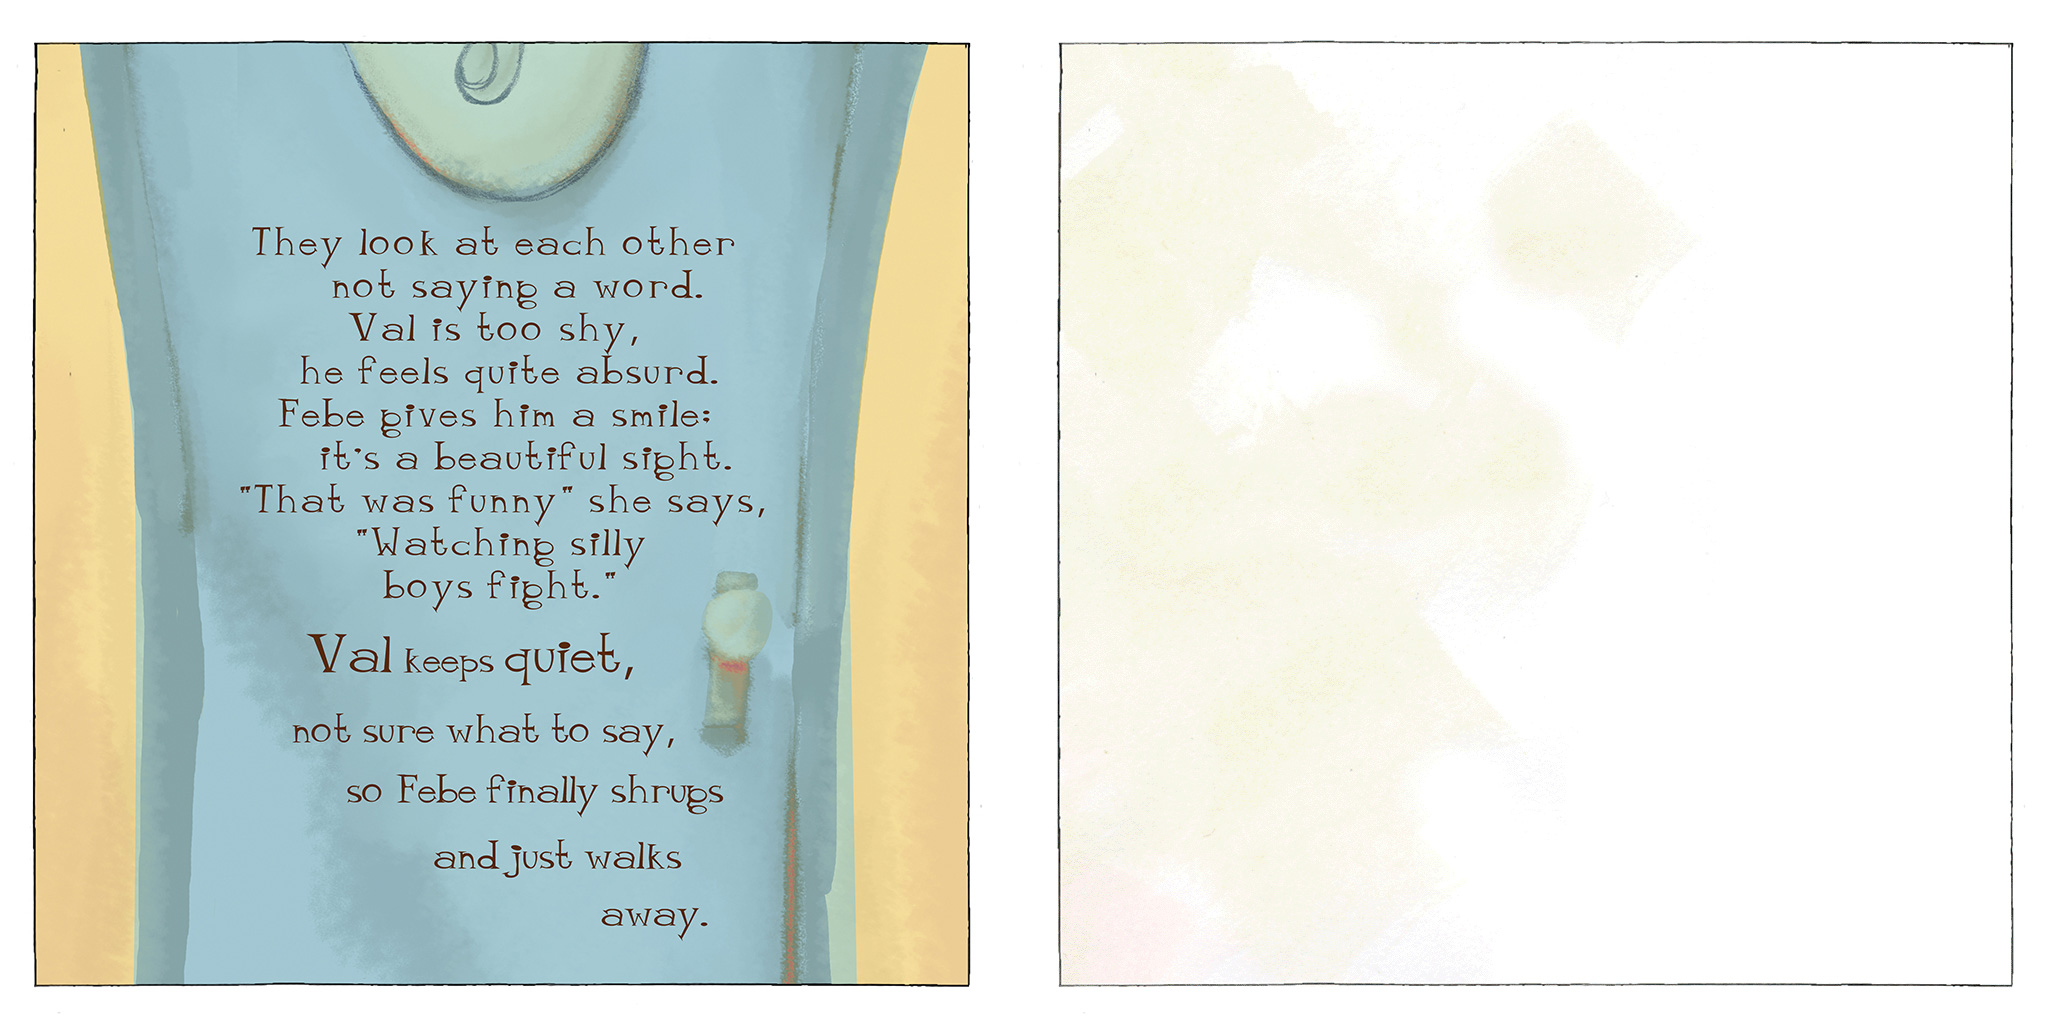 They look at each other
not saying a word.
Val is too shy,
he feels quite absurd.
Febe gives him a smile:
it's a beautiful sight.
"That was funny" she says,
"Watching silly
boys fight."
Val keeps quiet,
not sure what to say,
so Febe finally shrugs
and just walks
away.